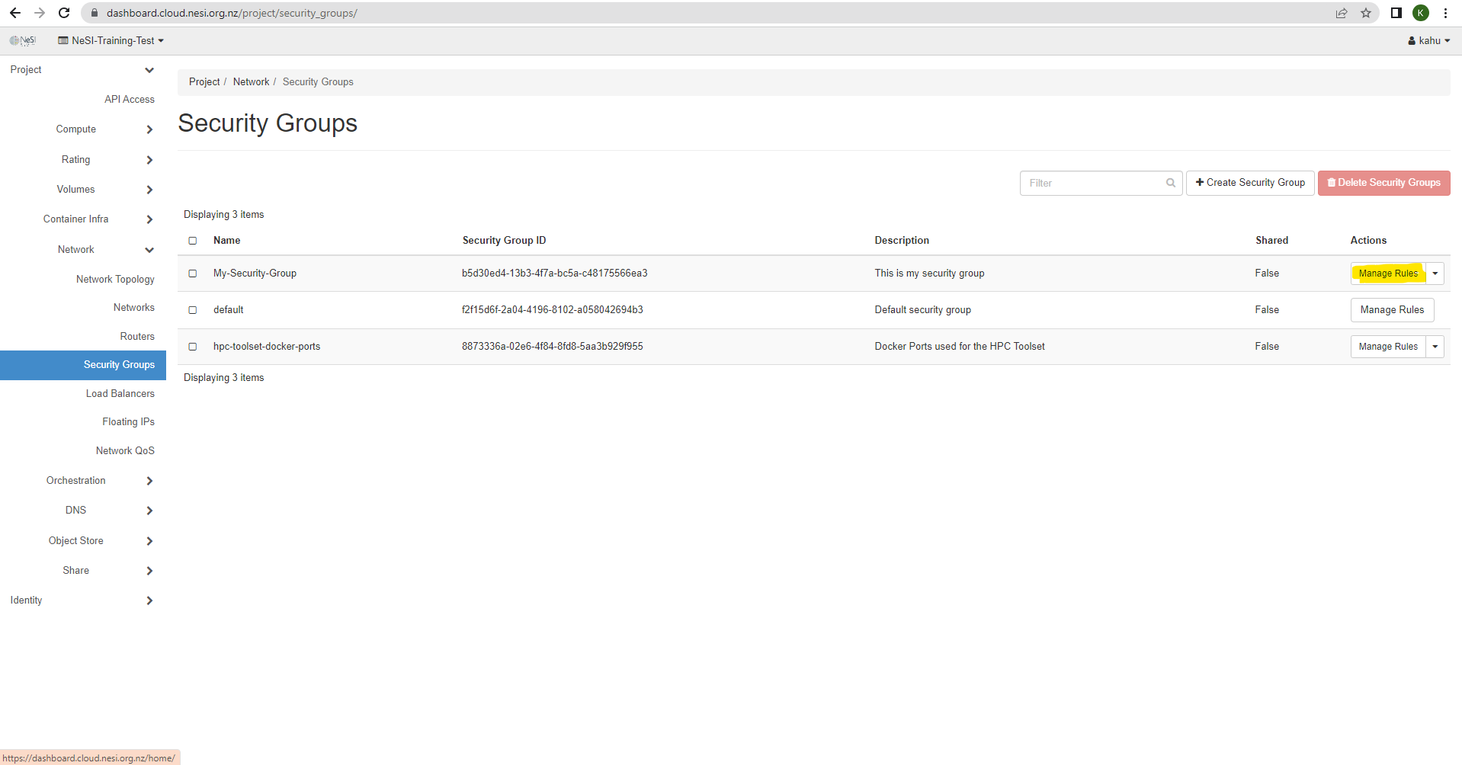 dashboard.cloud.nesi.org.nz/project/security_groups/
K
NeSI
NeSI-Training-Test
kahu
Project
API Access
Compute
Rating
Volumes
Container Infra
Network
Network Topology
Networks
Routers
Security Groups
Load Balancers
Floating IPs
Network QoS
Orchestration
DNS
Object Store
Share
Identity
Project / Network / Security Groups
Security Groups
Filter
Create Security Group
Delete Security Groups
Displaying 3 items
Name Security Group ID Description Shared Actions
My-Security-Group b5d30ed4-13b3-4f7a-bc5a-c48175566ea3 This is my security group False Manage Rules
default f2f15d6f-2a04-4196-8102-a058042694b3 Default security group False Manage Rules
hpc-toolset-docker-ports 8873336a-02e6-4f84-8fd8-5aa3b929f955 Docker Ports used for the HPC Toolset False Manage Rules
Displaying 3 items
https://dashboard.cloud.nesi.org.nz/home/